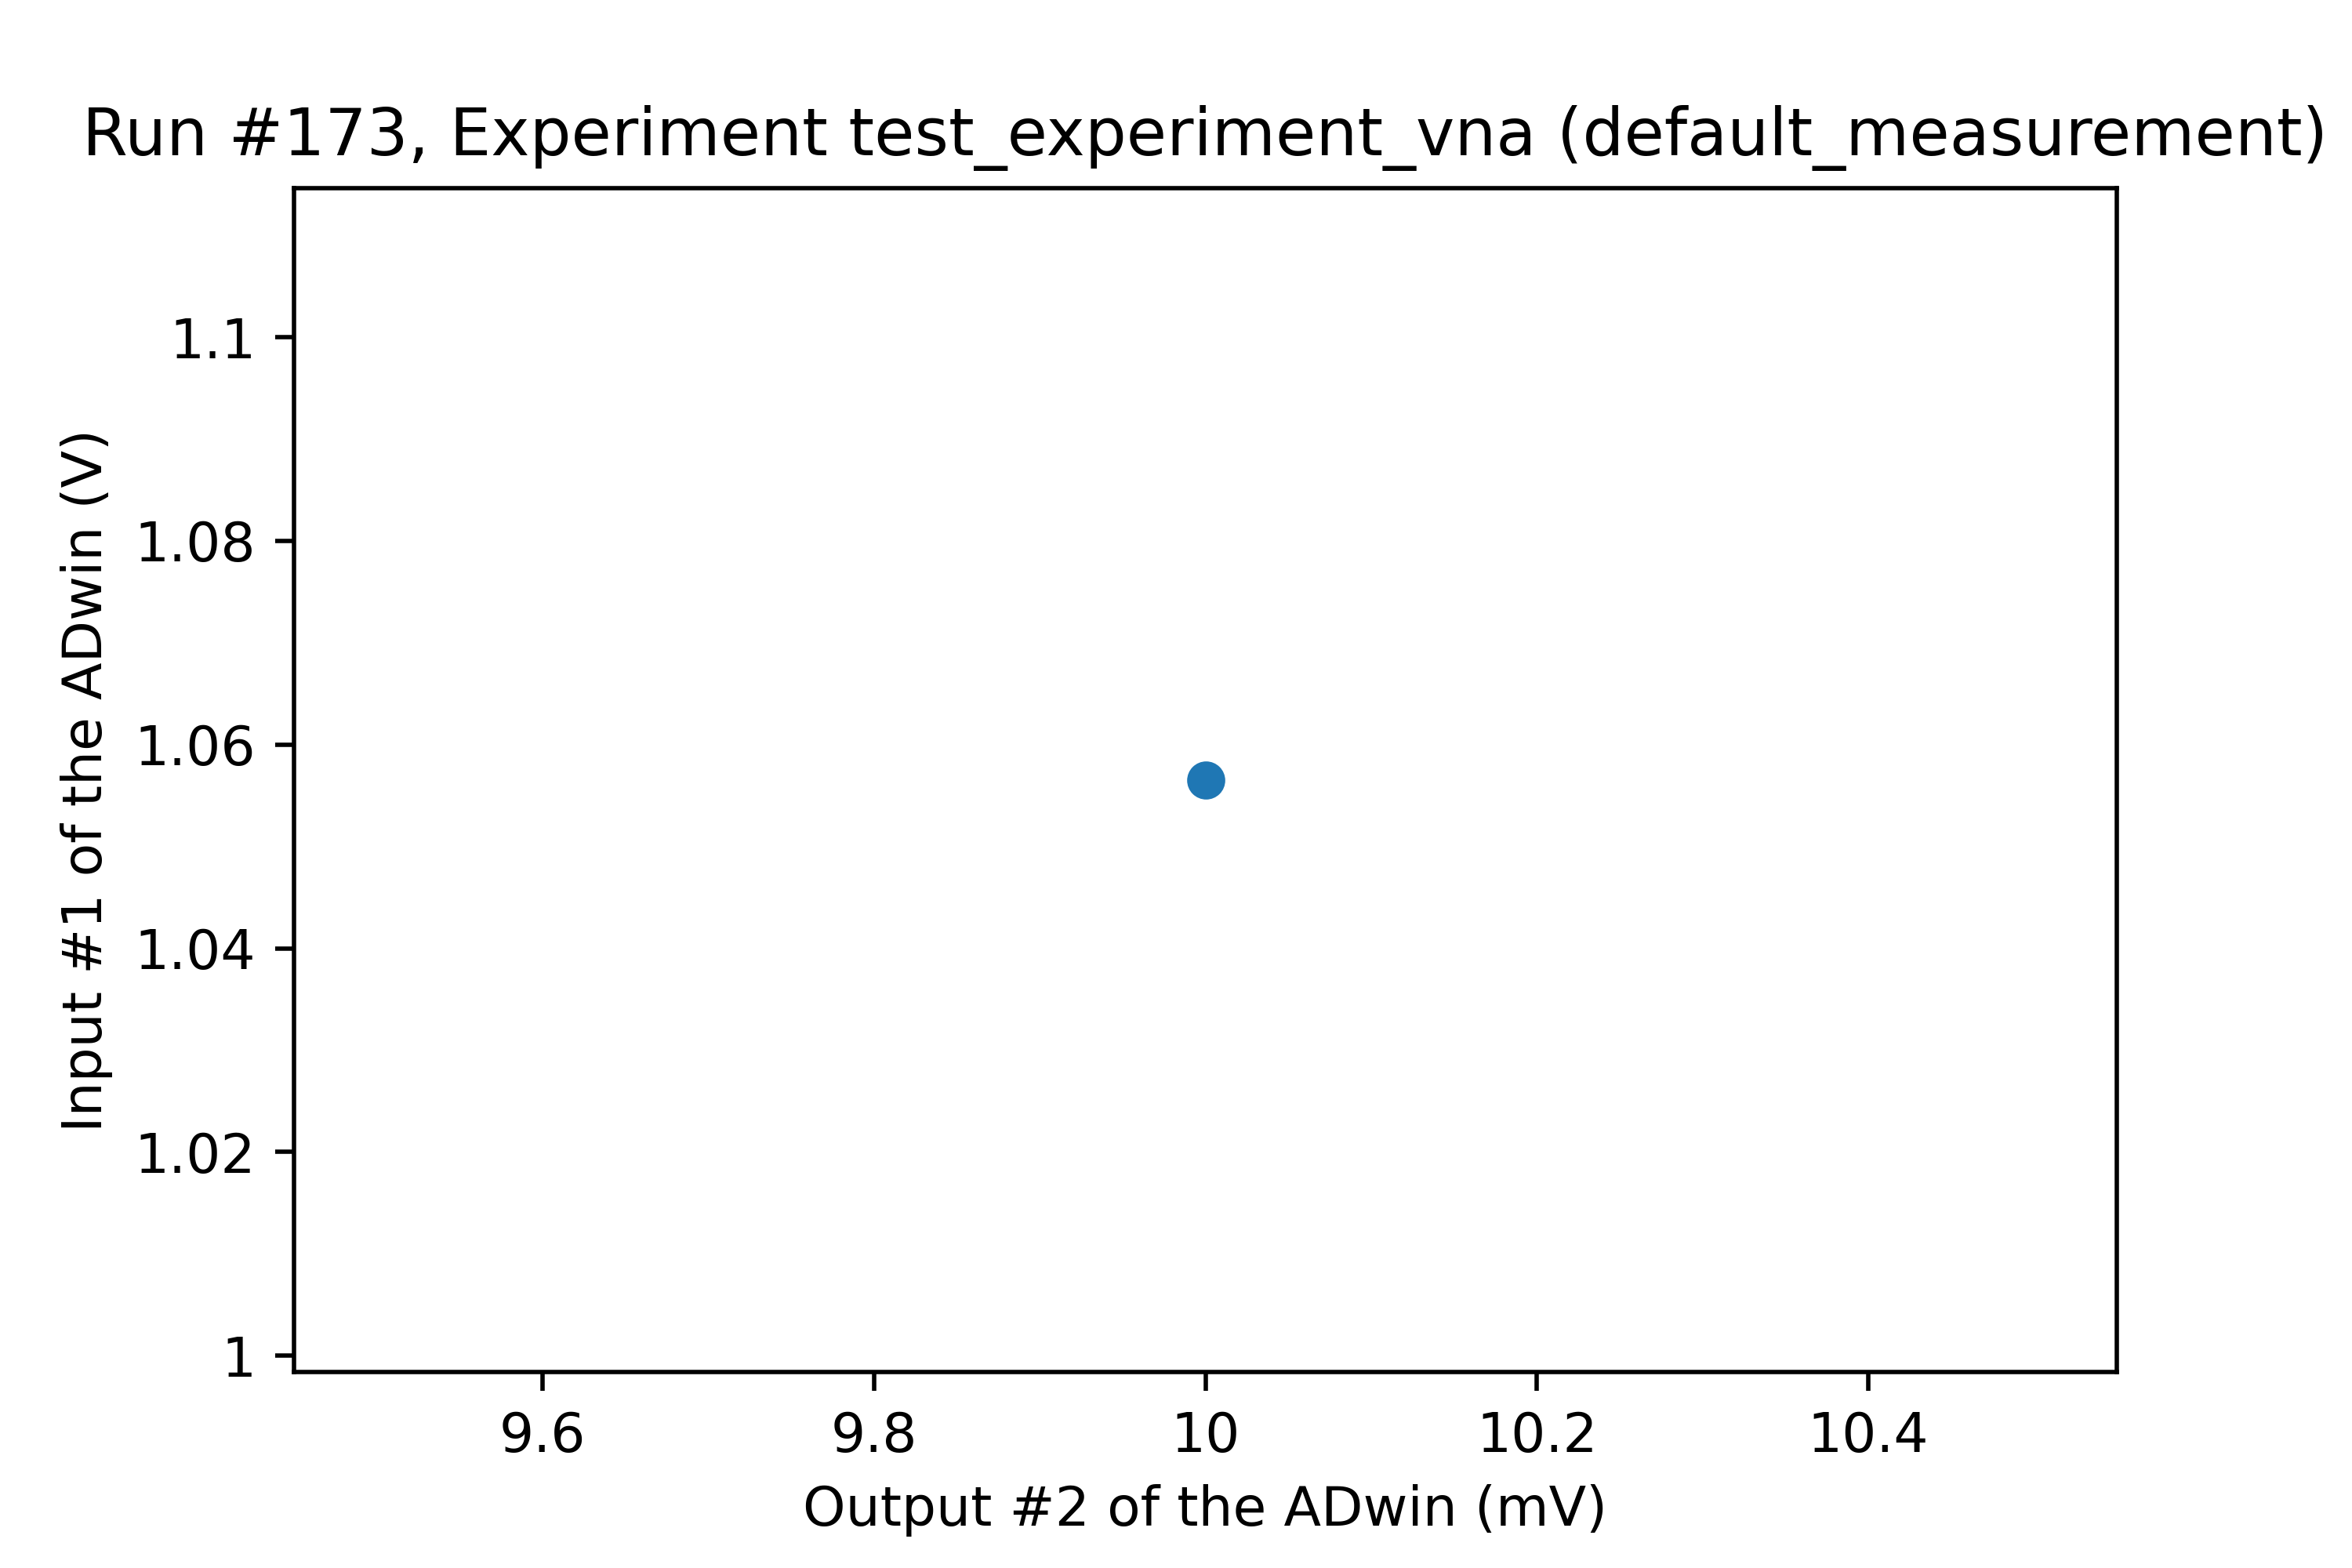 Run #173, Experiment test_experiment_vna (default_measurement)
Input #1 of the ADwin (V)
1.1
1.08
1.06
1.04
1.02
1
9.6 9.8 10 10.2 10.4
Output #2 of the ADwin (mV)